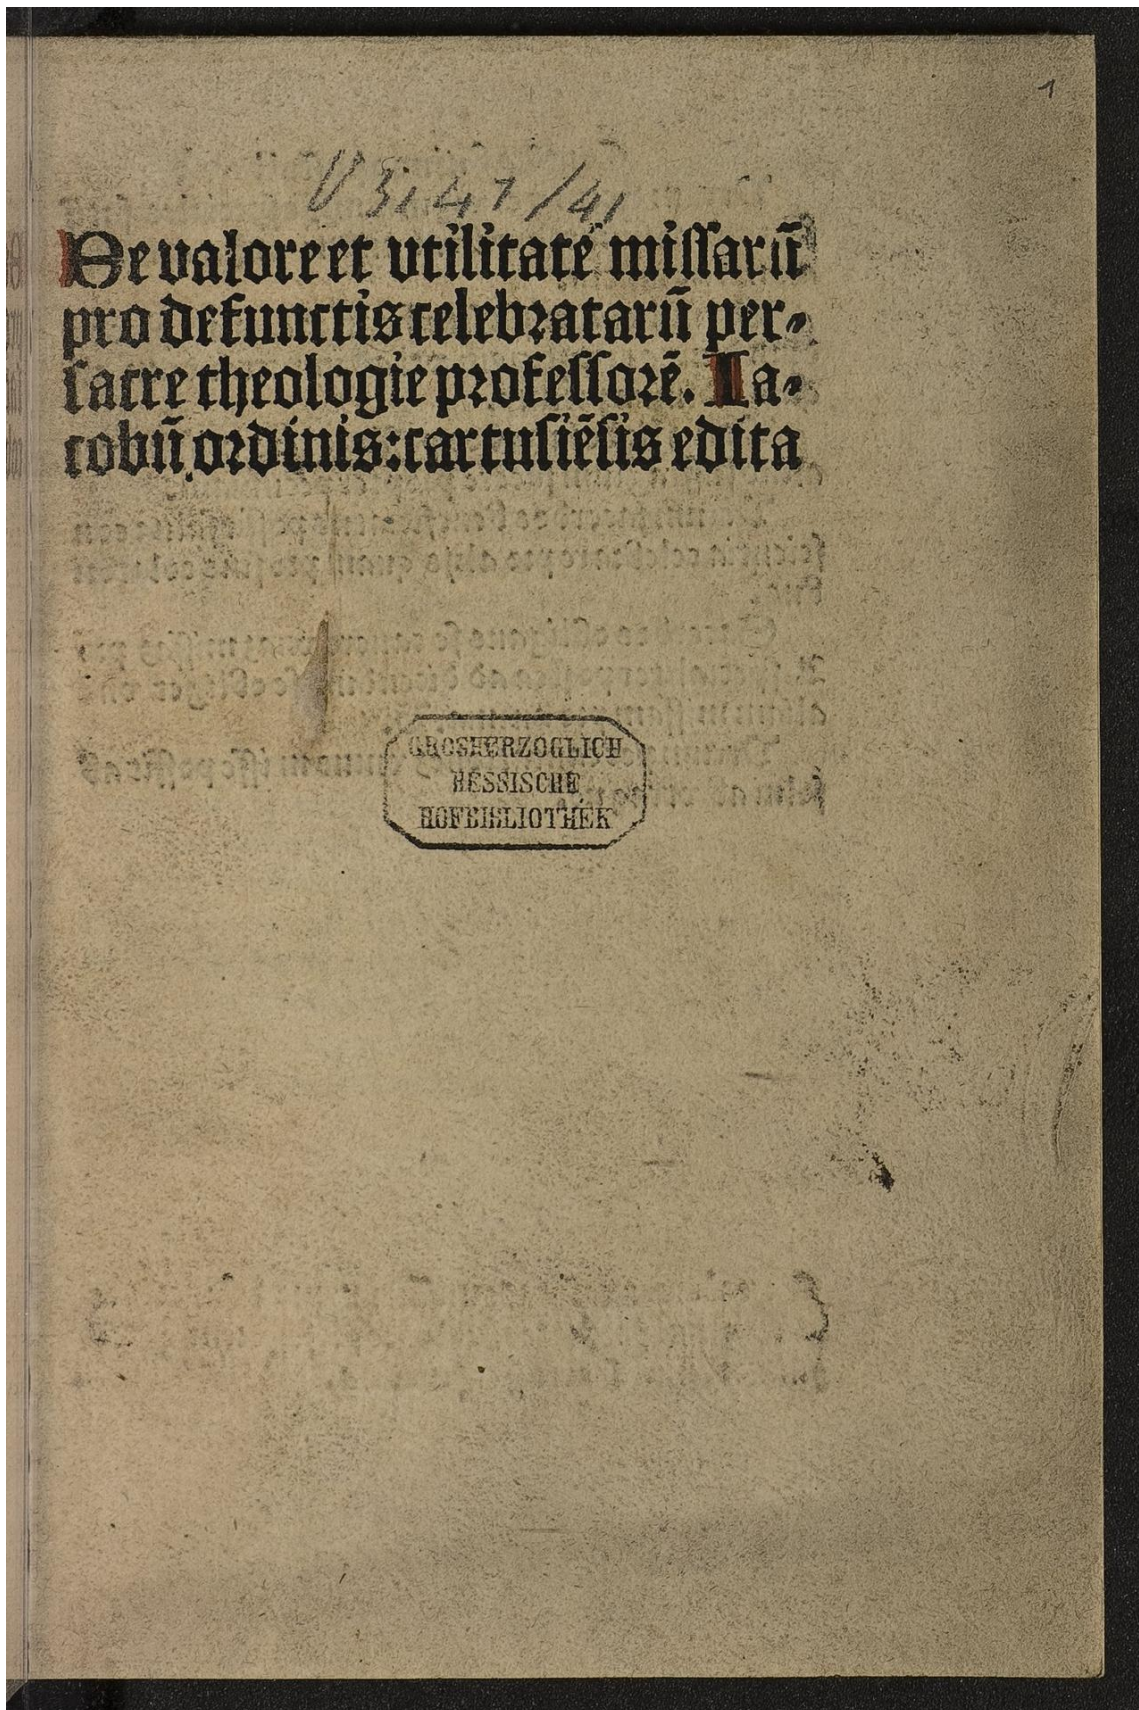 1
V 3147/41
De valore et vtilitate missarū
pro defunctis celebratarū per⸗
sacre theologie professorē. Ia⸗
cobū ordinis: cartusiēsis edita
GROSHERZOGLICH
HESSISCHE
HOFBIBLIOTHEK